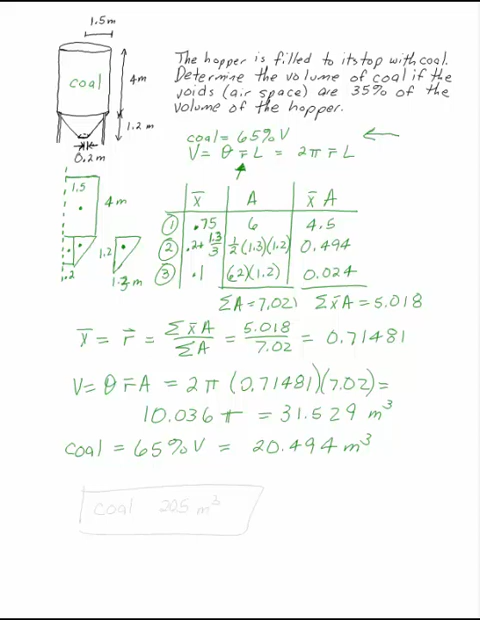 1.5m
The hopper is filled to its top with coal.
Determine the volume of coal if the
voids (air space) are 35% of the
volume of the hopper.
coal
4m
1.2 m
0.2m
coal = 65% V
V = θ r̄ L = 2π r̄ L
1.5
4m
1.2
.2
1.3m
x̄ A x̄ A
① .75 6 4.5
② .2+ 1.3/3 ½(1.3)(1.2) 0.494
③ .1 (.2)(1.2) 0.024
ΣA = 7.021 Σx̄A = 5.018
x̄ = r̄ = Σx̄A / ΣA = 5.018 / 7.02 = 0.71481
V = θ r̄ A = 2π (0.71481)(7.02) =
10.036 π = 31.529 m³
coal = 65% V = 20.494 m³
coal 20.5 m³